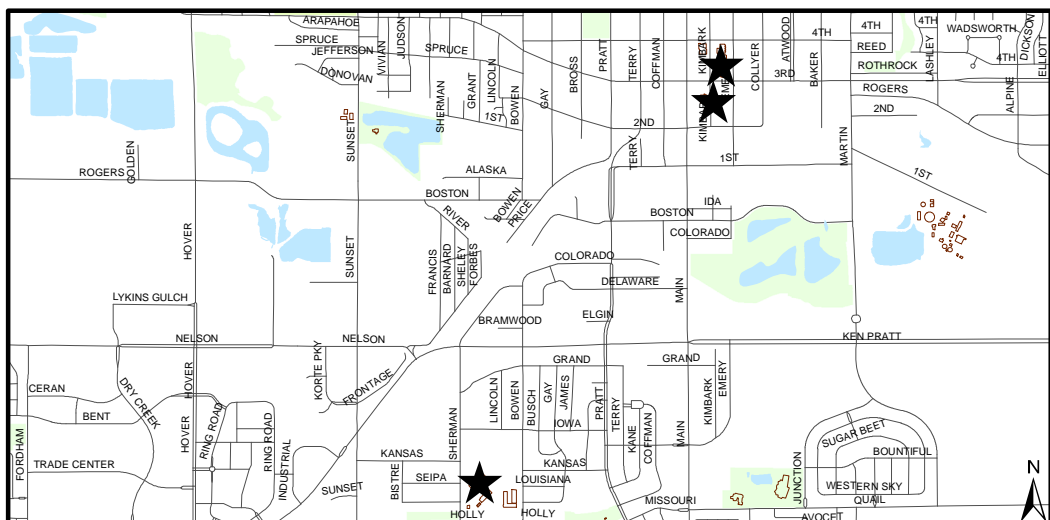 ARAPAHOE
SPRUCE
JEFFERSON
DONOVAN
VIVIAN
JUDSON
SPRUCE
SHERMAN
GRANT
LINCOLN
1ST
BOWEN
GAY
BROSS
PRATT
TERRY
COFFMAN
KIMBARK
COLLYER
ATWOOD
4TH
3RD
BAKER
4TH
REED
ROTHROCK
4TH
LASHLEY
WADSWORTH
4TH
DICKSON
ELLIOTT
ALPINE
ROGERS
2ND
2ND
TERRY
1ST
MARTIN
1ST
SUNSET
GOLDEN
ROGERS
ALASKA
BOSTON
RIVER
BOWEN
PRICE
IDA
BOSTON
COLORADO
HOVER
SUNSET
FRANCIS
BARNARD
SHELEY
FORBES
COLORADO
DELAWARE
MAIN
LYKINS GULCH
BRAMWOOD
ELGIN
NELSON
NELSON
KEN PRATT
KORTE PKY
FRONTAGE
GRAND
GRAND
CERAN
DRY CREEK
BENT
HOVER
HOVER
RING ROAD
RING ROAD
INDUSTRIAL
LINCOLN
BOWEN
BUSCH
GAY
JAMES
PRATT
TERRY
IOWA
KANE
COFFMAN
MAIN
KIMBARK
EMERY
SHERMAN
KANSAS
KANSAS
FORDHAM
TRADE CENTER
SUNSET
BISTRE
SEIPA
LOUISIANA
HOLLY
HOLLY
MISSOURI
JUNCTION
SUGAR BEET
BOUNTIFUL
WESTERN SKY
QUAIL
AVOCET
N